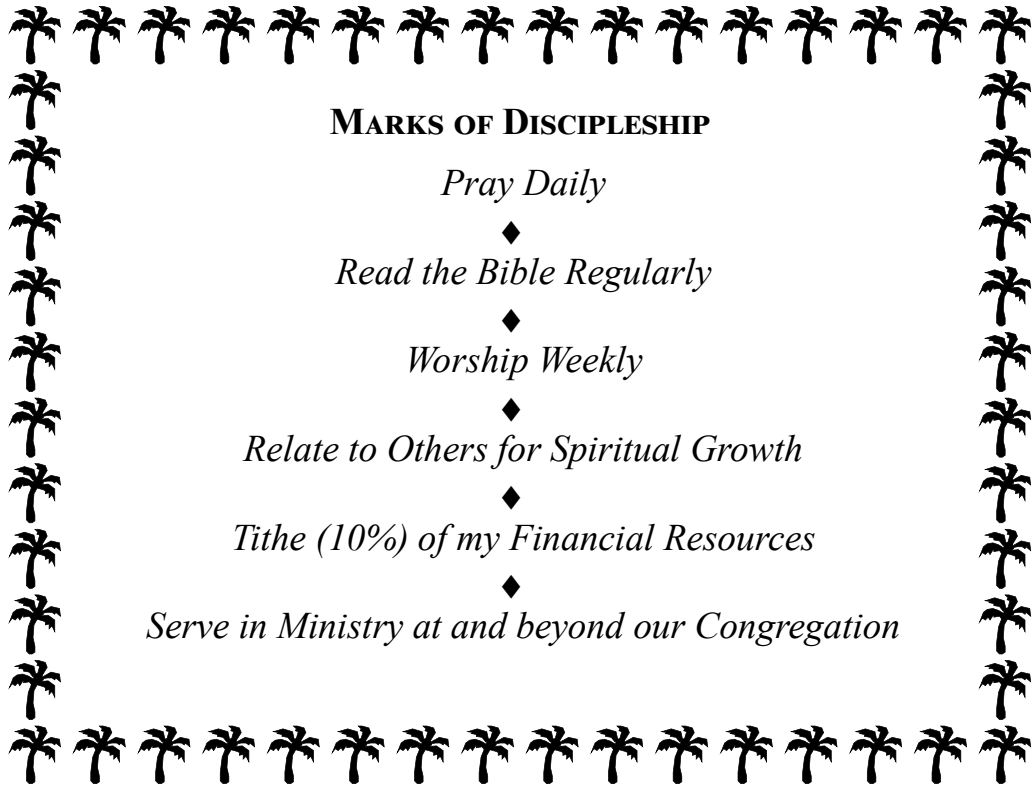 MARKS OF DISCIPLESHIP
Pray Daily
♦
Read the Bible Regularly
♦
Worship Weekly
♦
Relate to Others for Spiritual Growth
♦
Tithe (10%) of my Financial Resources
♦
Serve in Ministry at and beyond our Congregation